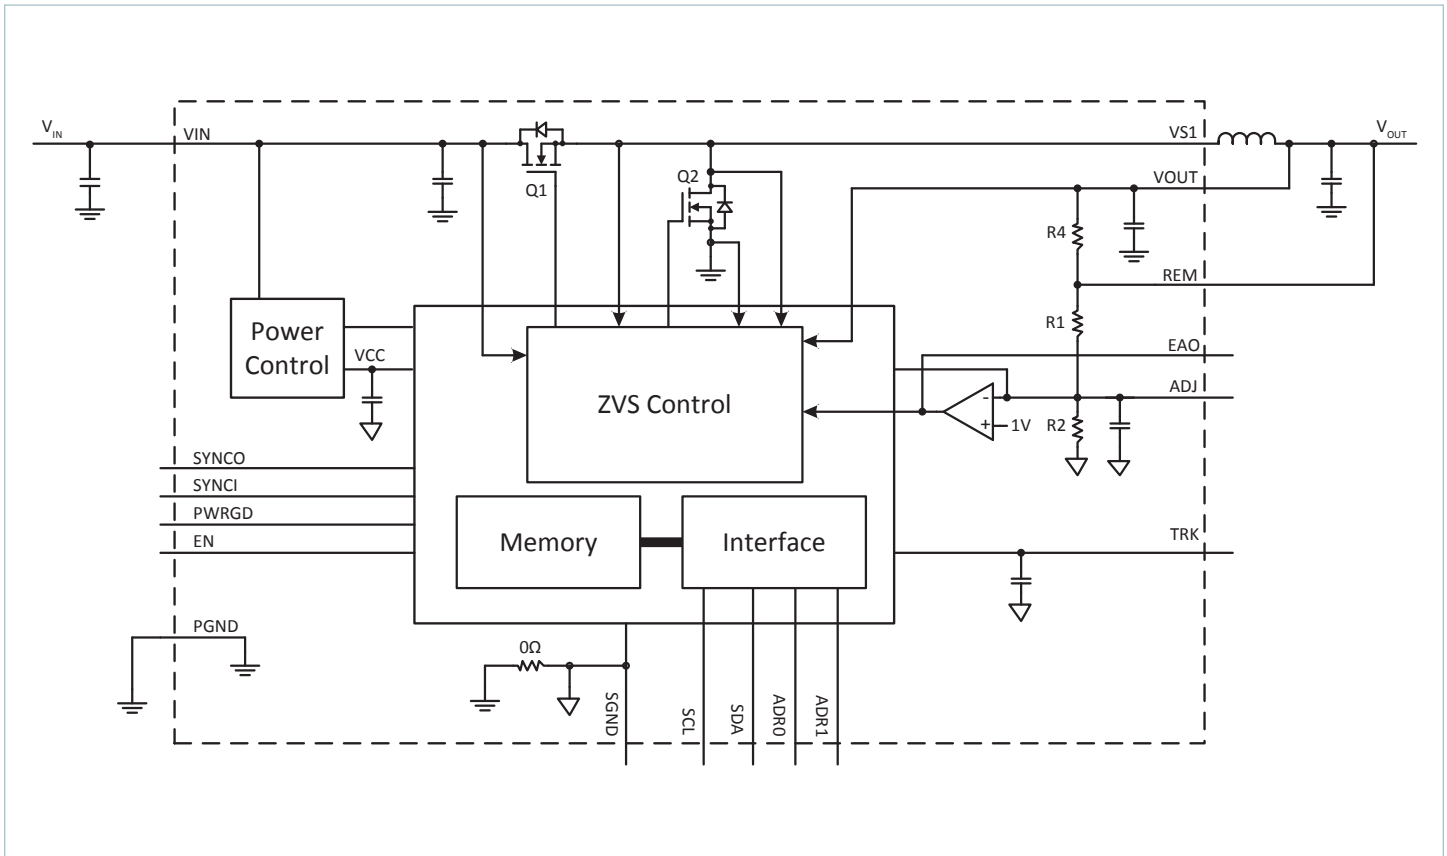 VIN
VIN
VS1
VOUT
Q1
Q2
VOUT
R4
REM
R1
Power
Control
VCC
EAO
ADJ
ZVS Control
-
+
1V
R2
SYNCO
SYNCI
PWRGD
EN
Memory
Interface
TRK
PGND
0Ω
SGND
SCL
SDA
ADR0
ADR1